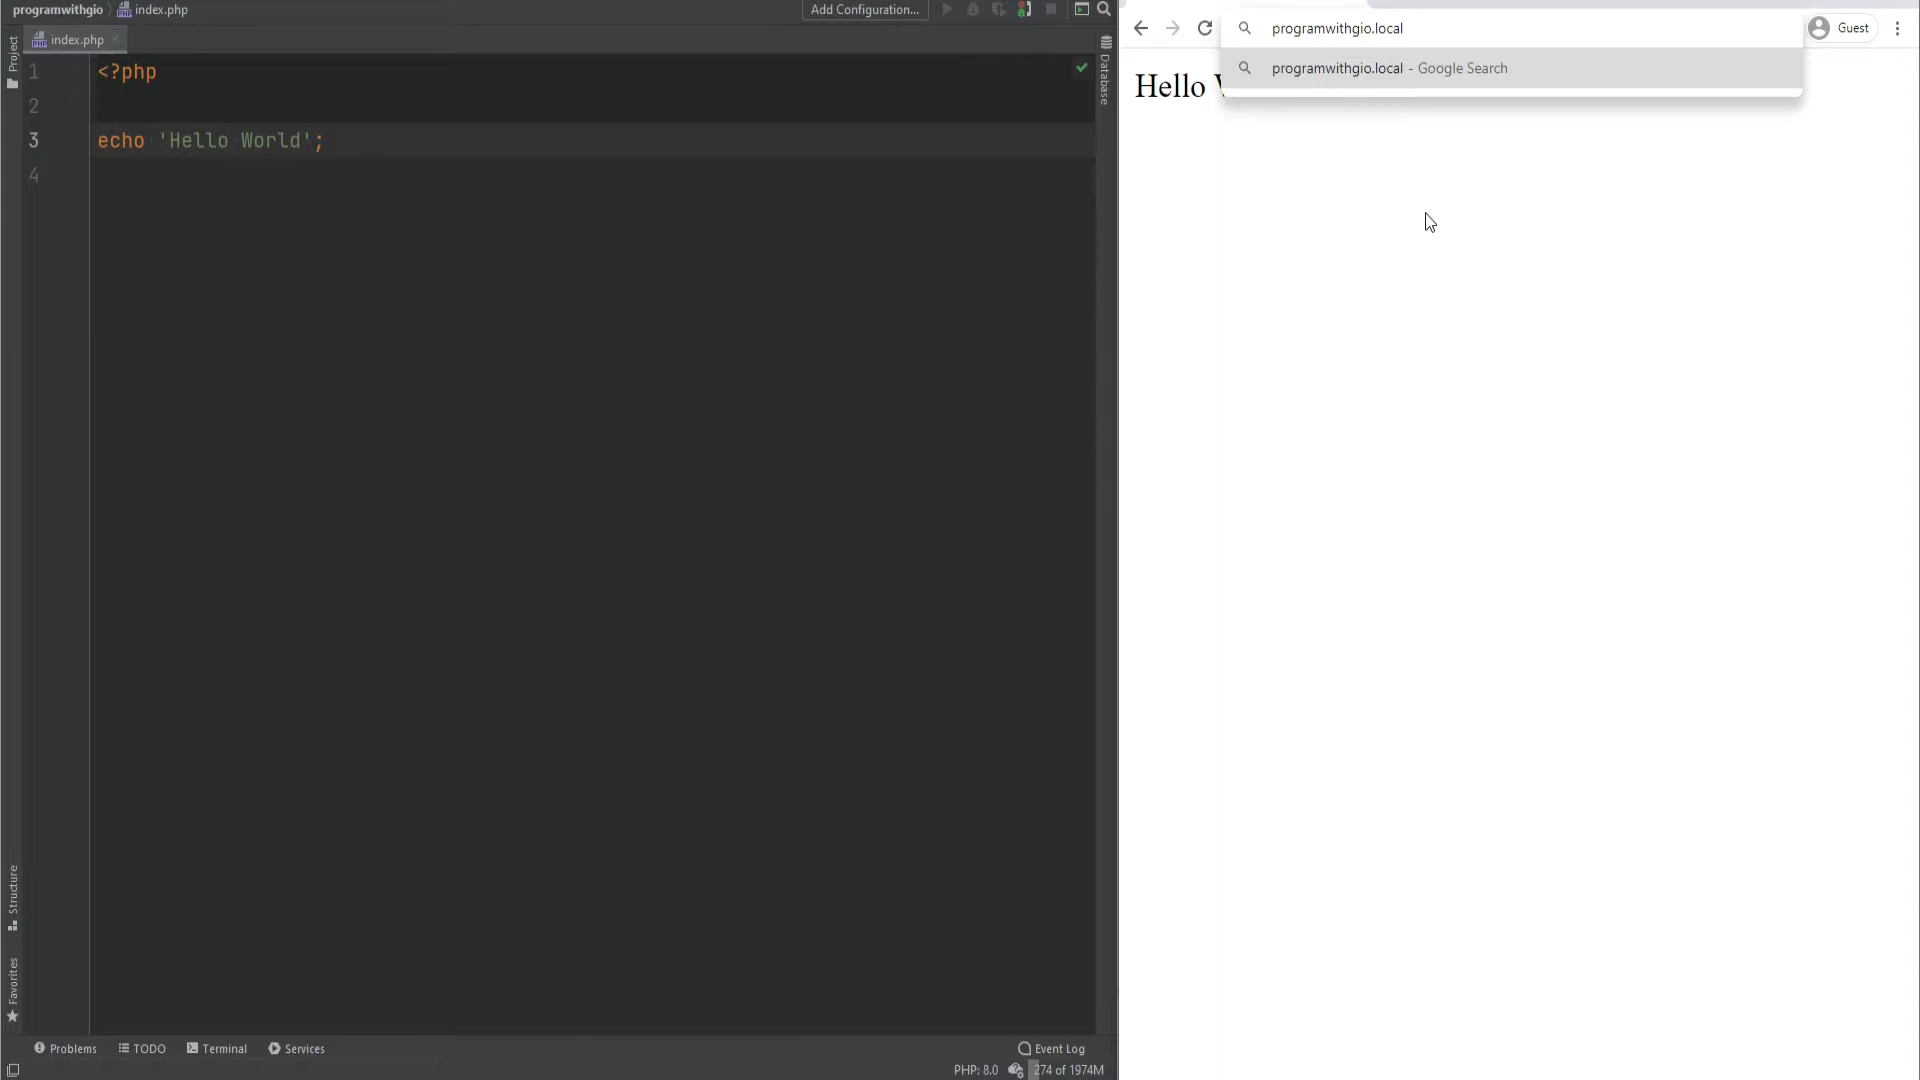 programwithgio index.php
Add Configuration...
Project
index.php
1 <?php
2
3 echo 'Hello World';
4
Database
Structure
Favorites
Problems TODO Terminal Services
Event Log
PHP: 8.0 274 of 1974M
programwithgio.local
Guest
programwithgio.local - Google Search
Hello